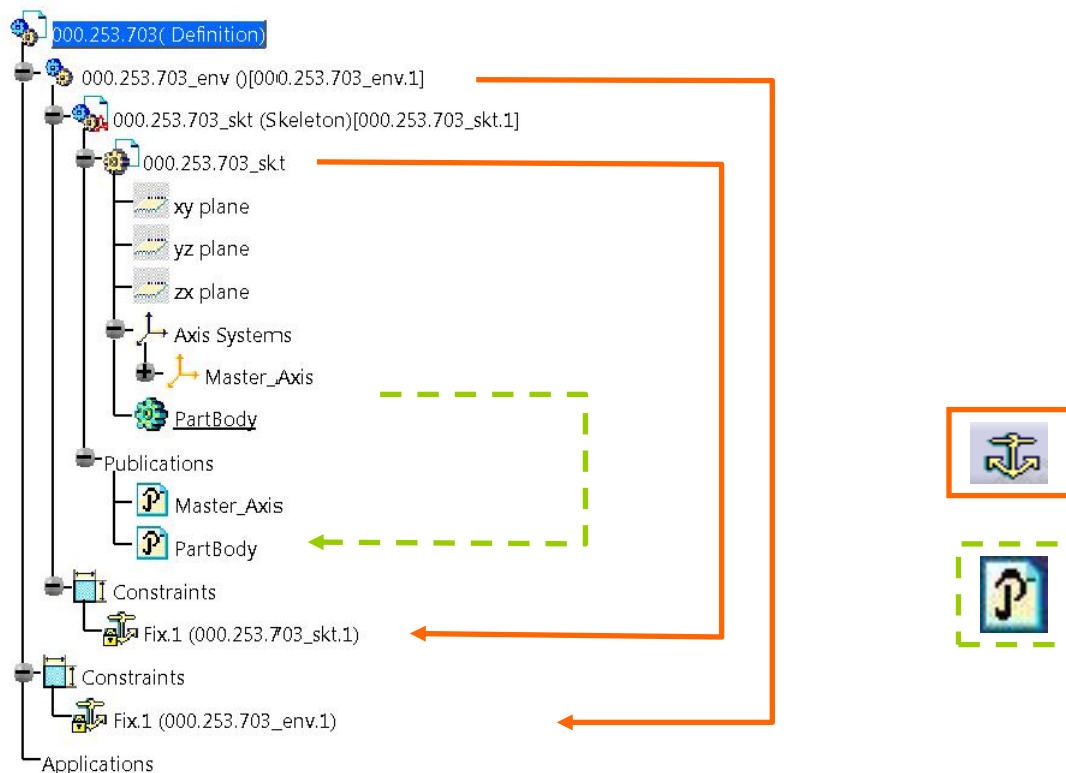 000.253.703( Definition)
000.253.703_env ()[000.253.703_env.1]
000.253.703_skt (Skeleton)[000.253.703_skt.1]
000.253.703_skt
xy plane
yz plane
zx plane
Axis Systems
Master_Axis
PartBody
Publications
Master_Axis
PartBody
Constraints
Fix.1 (000.253.703_skt.1)
Constraints
Fix.1 (000.253.703_env.1)
Applications